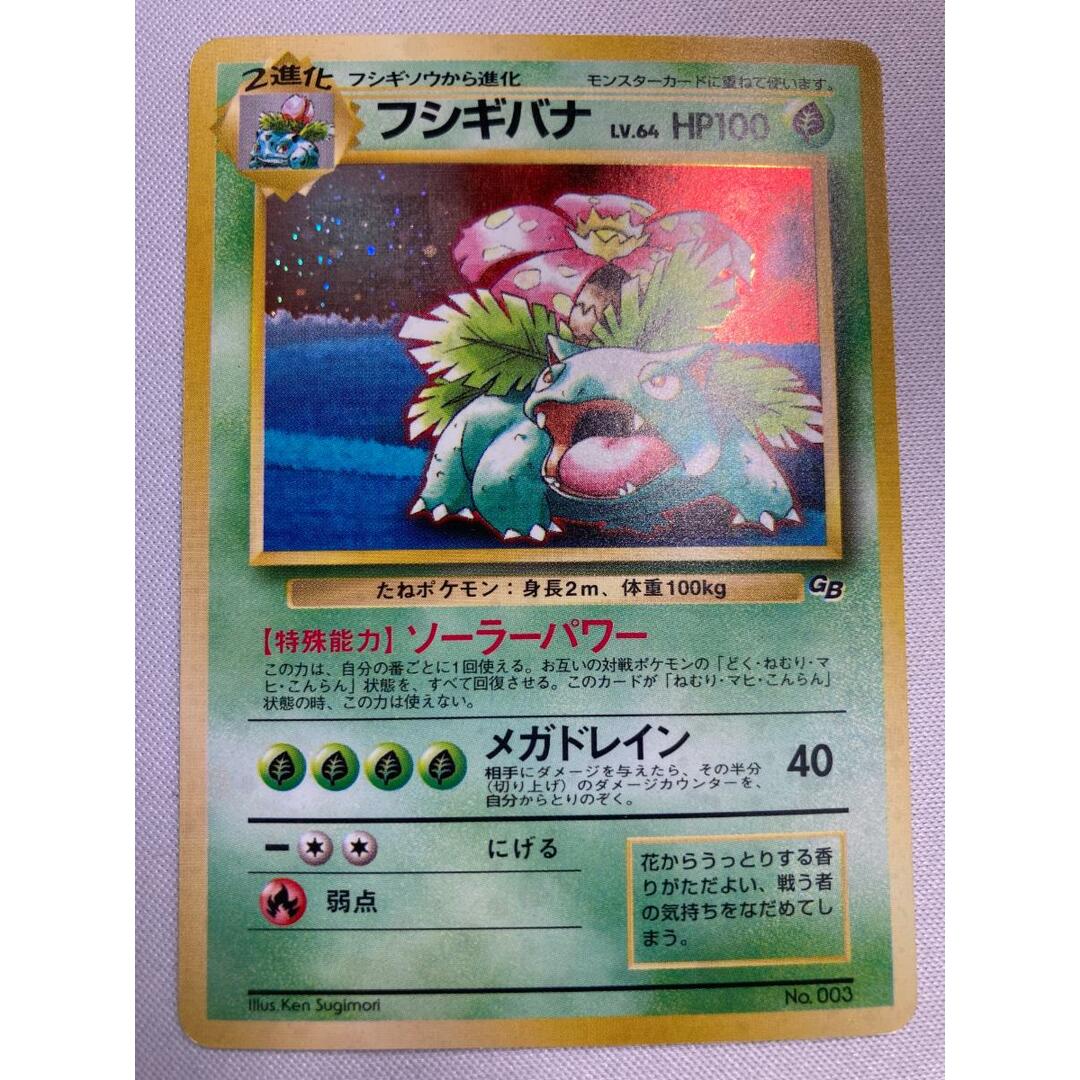 2進化 フシギソウから進化 モンスターカードに重ねて使います。
フシギバナ LV.64 HP100
たねポケモン：身長2m、体重100kg GB
【特殊能力】ソーラーパワー
この力は、自分の番ごとに1回使える。お互いの対戦ポケモンの「どく・ねむり・マ
ヒ・こんらん」状態を、すべて回復させる。このカードが「ねむり・マヒ・こんらん」
状態の時、この力は使えない。
メガドレイン 40
相手にダメージを与えたら、その半分
（切り上げ）のダメージカウンターを、
自分からとりのぞく。
ー にげる
弱点
花からうっとりする香
りがただよい、戦う者
の気持ちをなだめてし
まう。
Illus. Ken Sugimori No. 003